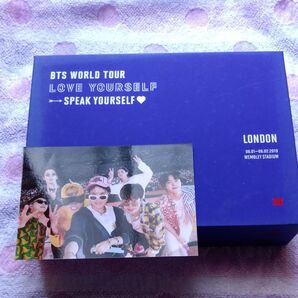 BTS WORLD TOUR
LOVE YOURSELF
SPEAK YOURSELF
LONDON
06.01–06.02 2019
WEMBLEY STADIUM